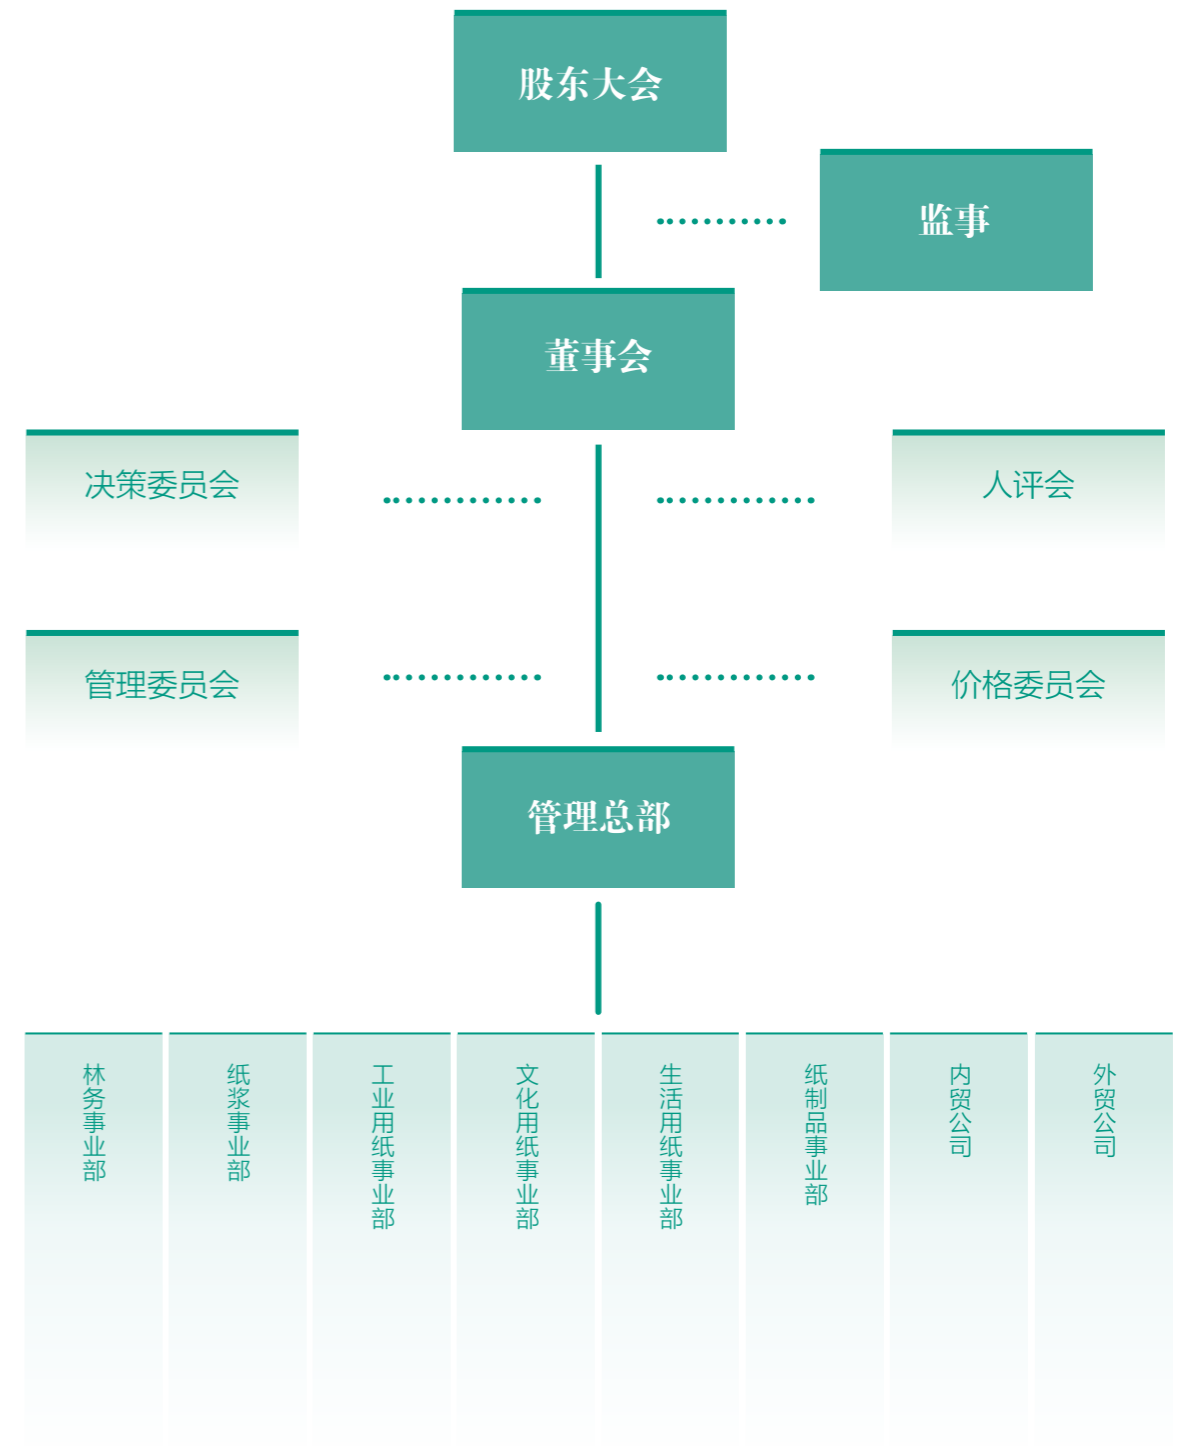 股东大会
监事
董事会
决策委员会
人评会
管理委员会
价格委员会
管理总部
林务事业部
纸浆事业部
工业用纸事业部
文化用纸事业部
生活用纸事业部
纸制品事业部
内贸公司
外贸公司